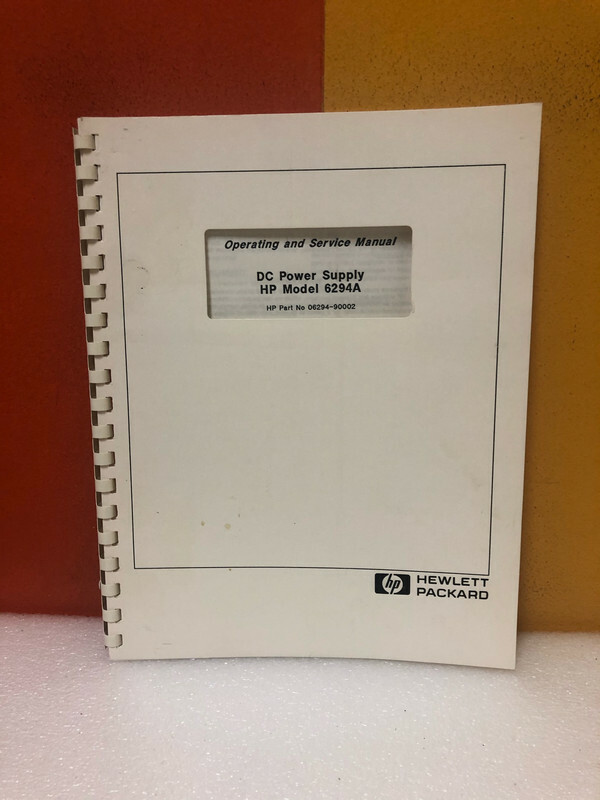 Operating and Service Manual
DC Power Supply
HP Model 6294A
HP Part No 06294-90002
hp
HEWLETT
PACKARD